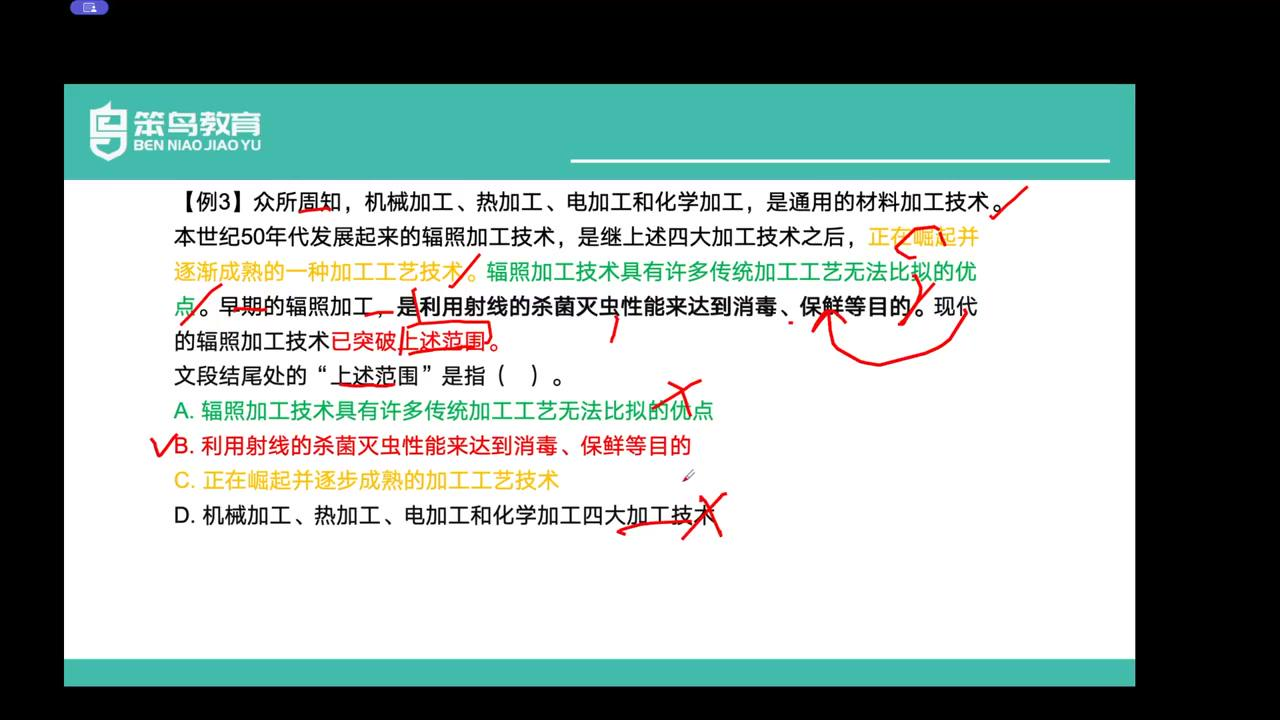 笨鸟教育
BEN NIAO JIAO YU
【例3】众所周知，机械加工、热加工、电加工和化学加工，是通用的材料加工技术。
本世纪50年代发展起来的辐照加工技术，是继上述四大加工技术之后，正在崛起并
逐渐成熟的一种加工工艺技术。辐照加工技术具有许多传统加工工艺无法比拟的优
点。早期的辐照加工，是利用射线的杀菌灭虫性能来达到消毒、保鲜等目的。现代
的辐照加工技术已突破上述范围。
文段结尾处的“上述范围”是指（　）。
A. 辐照加工技术具有许多传统加工工艺无法比拟的优点
B. 利用射线的杀菌灭虫性能来达到消毒、保鲜等目的
C. 正在崛起并逐步成熟的加工工艺技术
D. 机械加工、热加工、电加工和化学加工四大加工技术